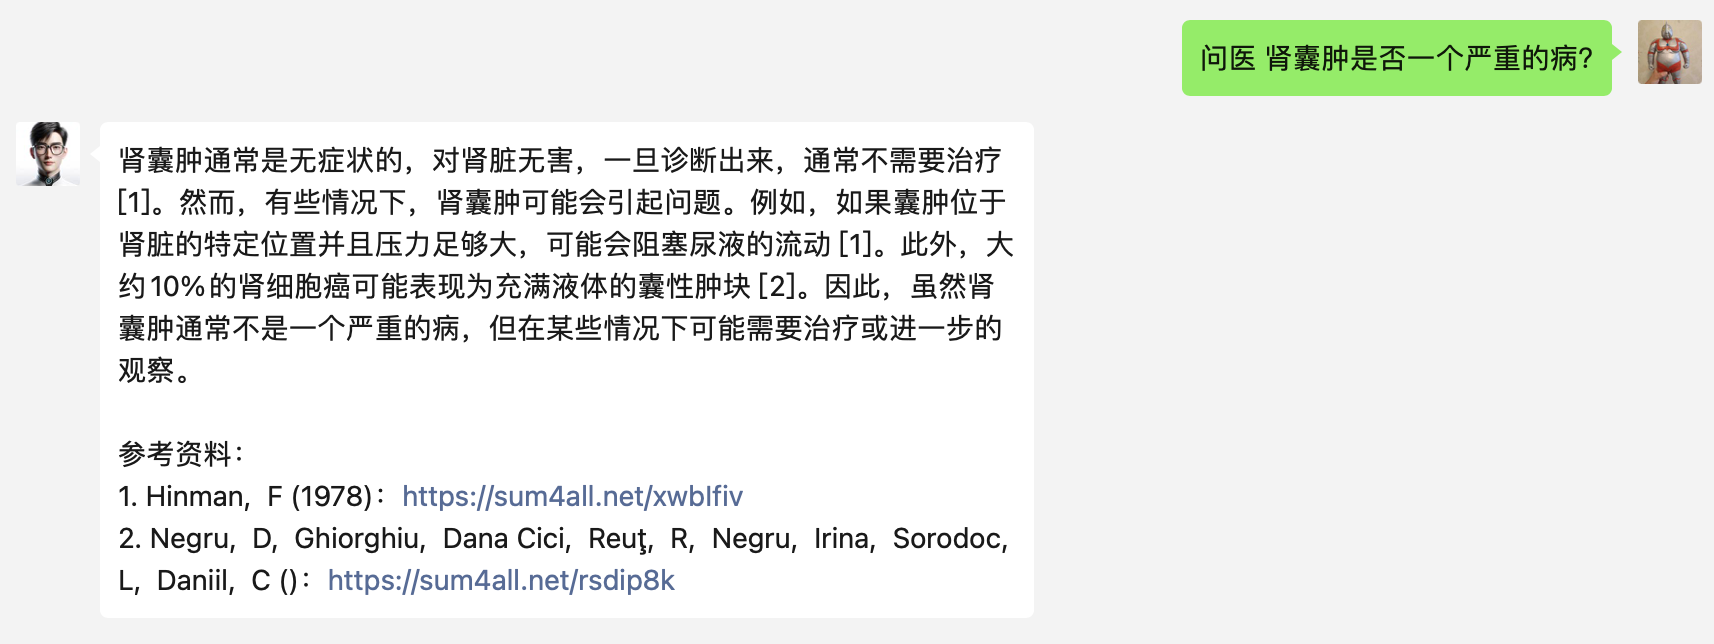 问医 肾囊肿是否一个严重的病?
肾囊肿通常是无症状的，对肾脏无害，一旦诊断出来，通常不需要治疗
[1]。然而，有些情况下，肾囊肿可能会引起问题。例如，如果囊肿位于
肾脏的特定位置并且压力足够大，可能会阻塞尿液的流动 [1]。此外，大
约 10% 的肾细胞癌可能表现为充满液体的囊性肿块 [2]。因此，虽然肾
囊肿通常不是一个严重的病，但在某些情况下可能需要治疗或进一步的
观察。
参考资料：
1. Hinman，F (1978)：https://sum4all.net/xwblfiv
2. Negru，D，Ghiorghiu，Dana Cici，Reuţ，R，Negru，Irina，Sorodoc，
L，Daniil，C ()：https://sum4all.net/rsdip8k